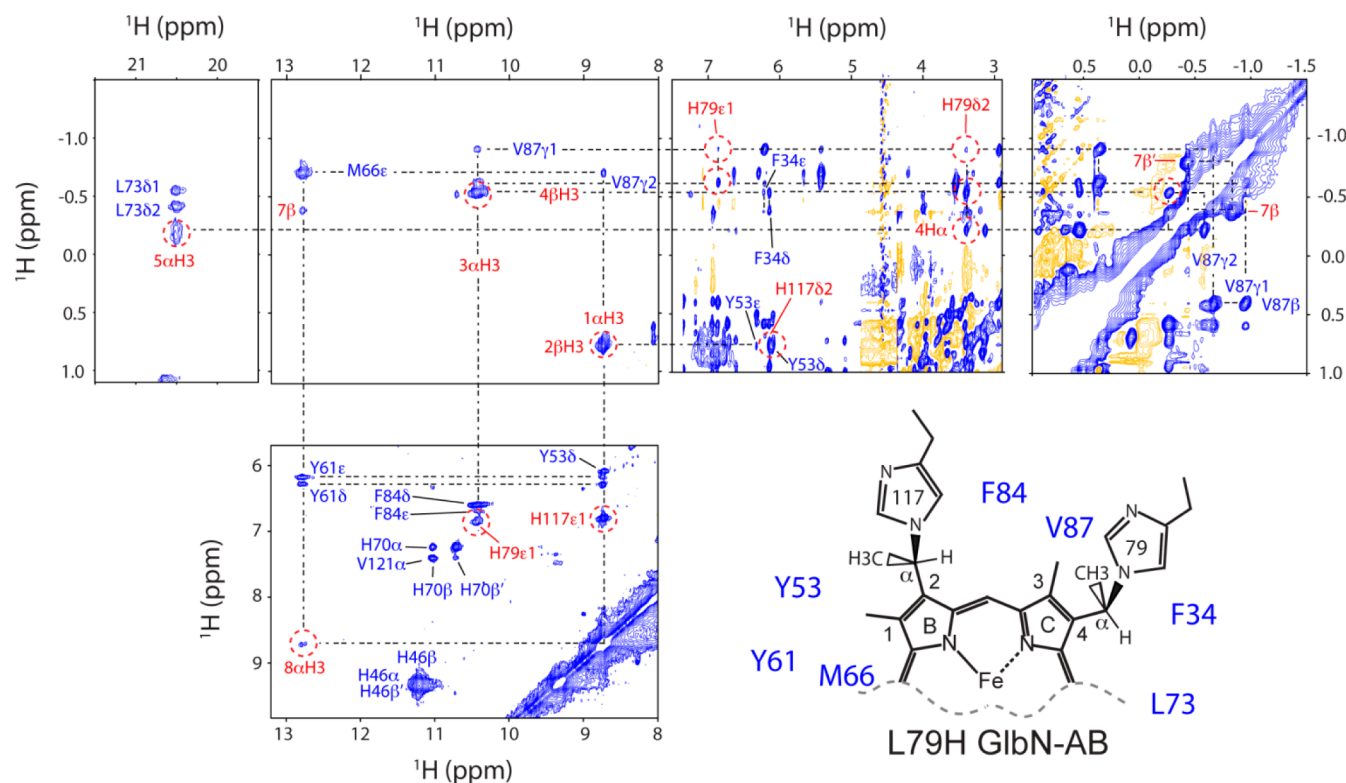 ¹H (ppm)
¹H (ppm)
¹H (ppm)
¹H (ppm)
21 20
13 12 11 10 9 8
7 6 5 4 3
0.5 0.0 -0.5 -1.0 -1.5
¹H (ppm)
-1.0
-0.5
0.0
0.5
1.0
L73δ1
L73δ2
5αH3
M66ε
7β
V87γ1
V87γ2
4βH3
3αH3
1αH3
2βH3
H79ε1
H79δ2
F34ε
F34δ
4Hα
H117δ2
Y53ε
Y53δ
7β'
7β
V87γ2
V87γ1
V87β
-1.0
-0.5
0.0
0.5
1.0
¹H (ppm)
6
7
8
9
Y61ε
Y61δ
Y53δ
F84δ
F84ε
H117ε1
H79ε1
H70α
V121α
H70β
H70β'
8αH3
H46β
H46α
H46β'
13 12 11 10 9 8
¹H (ppm)
117
N
N
F84
V87
N
79
N
H3C
H
α
CH3
α
H
Y53
F34
2
3
1
B
C
4
N
N
Y61
M66
Fe
L73
L79H GlbN-AB